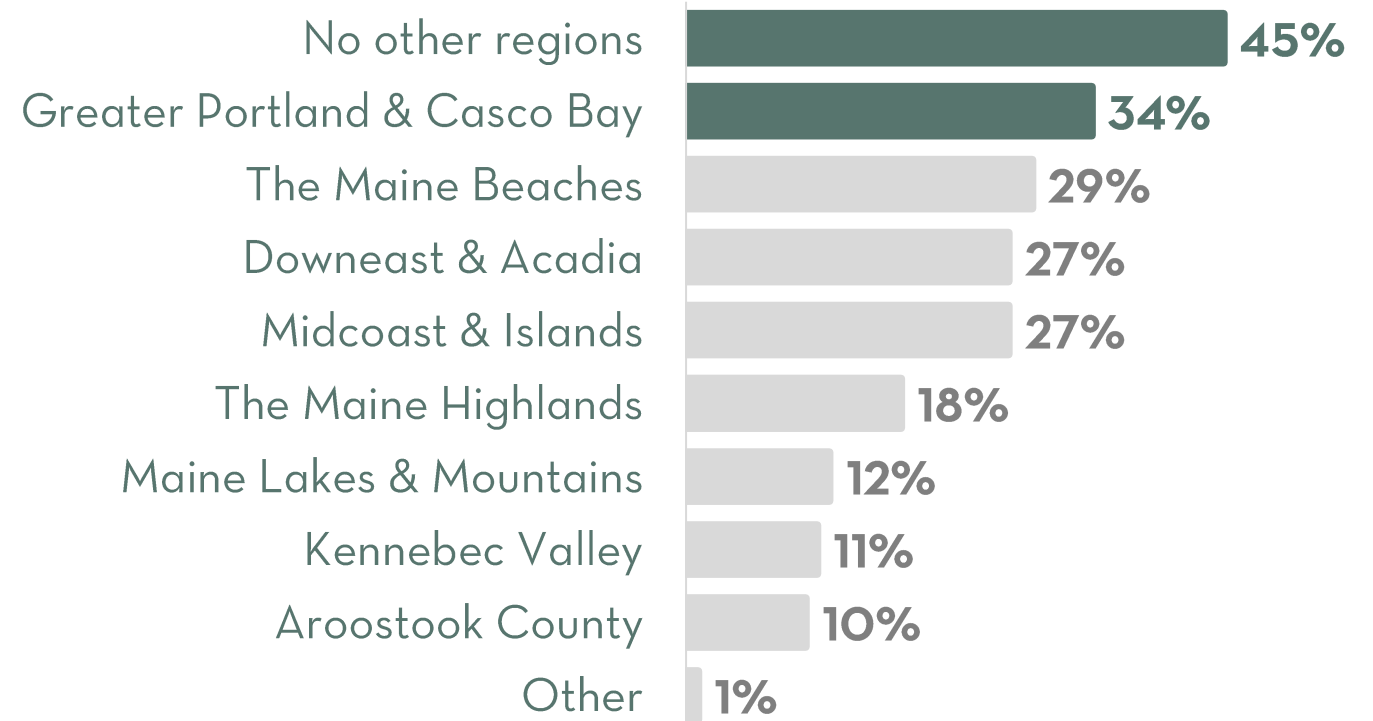 No other regions 45%
Greater Portland & Casco Bay 34%
The Maine Beaches 29%
Downeast & Acadia 27%
Midcoast & Islands 27%
The Maine Highlands 18%
Maine Lakes & Mountains 12%
Kennebec Valley 11%
Aroostook County 10%
Other 1%